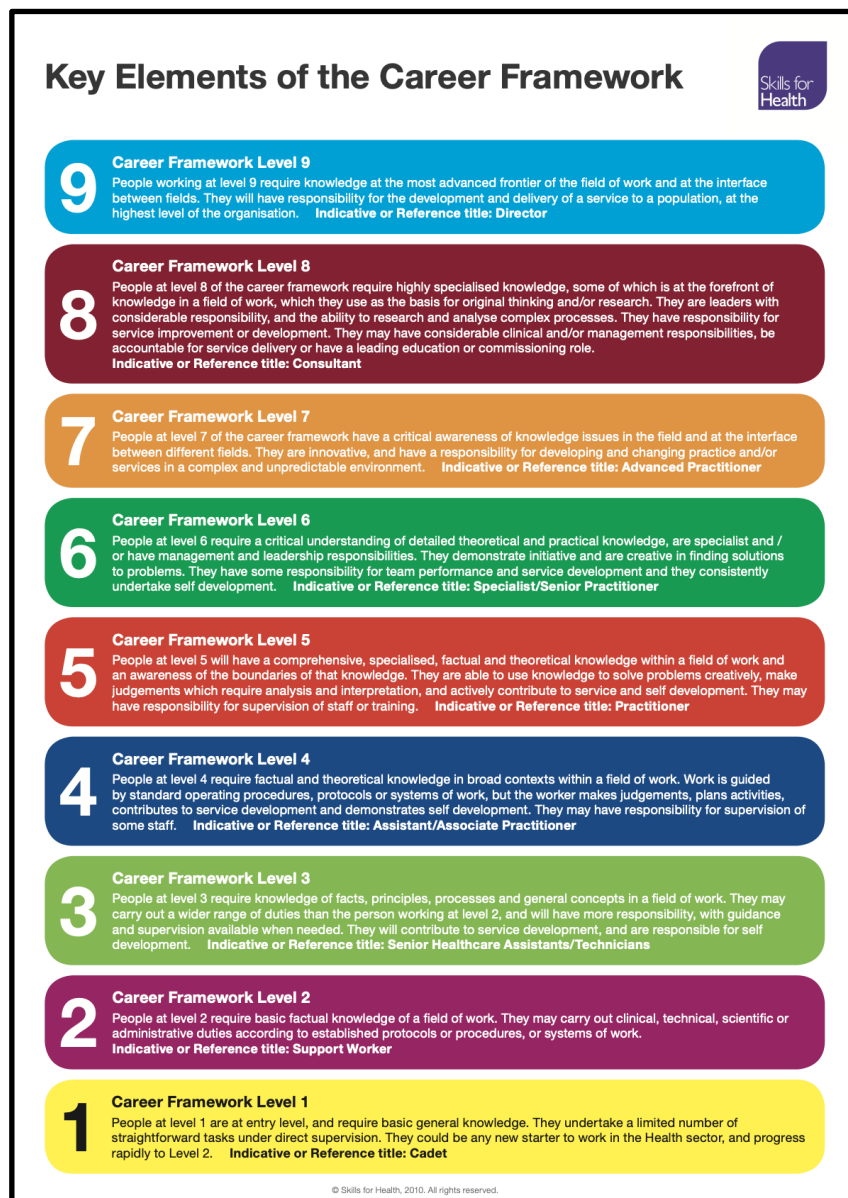 Key Elements of the Career Framework
Skills for
Health
9
Career Framework Level 9
People working at level 9 require knowledge at the most advanced frontier of the field of work and at the interface
between fields. They will have responsibility for the development and delivery of a service to a population, at the
highest level of the organisation. Indicative or Reference title: Director
8
Career Framework Level 8
People at level 8 of the career framework require highly specialised knowledge, some of which is at the forefront of
knowledge in a field of work, which they use as the basis for original thinking and/or research. They are leaders with
considerable responsibility, and the ability to research and analyse complex processes. They have responsibility for
service improvement or development. They may have considerable clinical and/or management responsibilities, be
accountable for service delivery or have a leading education or commissioning role.
Indicative or Reference title: Consultant
7
Career Framework Level 7
People at level 7 of the career framework have a critical awareness of knowledge issues in the field and at the interface
between different fields. They are innovative, and have a responsibility for developing and changing practice and/or
services in a complex and unpredictable environment. Indicative or Reference title: Advanced Practitioner
6
Career Framework Level 6
People at level 6 require a critical understanding of detailed theoretical and practical knowledge, are specialist and /
or have management and leadership responsibilities. They demonstrate initiative and are creative in finding solutions
to problems. They have some responsibility for team performance and service development and they consistently
undertake self development. Indicative or Reference title: Specialist/Senior Practitioner
5
Career Framework Level 5
People at level 5 will have a comprehensive, specialised, factual and theoretical knowledge within a field of work and
an awareness of the boundaries of that knowledge. They are able to use knowledge to solve problems creatively, make
judgements which require analysis and interpretation, and actively contribute to service and self development. They may
have responsibility for supervision of staff or training. Indicative or Reference title: Practitioner
4
Career Framework Level 4
People at level 4 require factual and theoretical knowledge in broad contexts within a field of work. Work is guided
by standard operating procedures, protocols or systems of work, but the worker makes judgements, plans activities,
contributes to service development and demonstrates self development. They may have responsibility for supervision of
some staff. Indicative or Reference title: Assistant/Associate Practitioner
3
Career Framework Level 3
People at level 3 require knowledge of facts, principles, processes and general concepts in a field of work. They may
carry out a wider range of duties than the person working at level 2, and will have more responsibility, with guidance
and supervision available when needed. They will contribute to service development, and are responsible for self
development. Indicative or Reference title: Senior Healthcare Assistants/Technicians
2
Career Framework Level 2
People at level 2 require basic factual knowledge of a field of work. They may carry out clinical, technical, scientific or
administrative duties according to established protocols or procedures, or systems of work.
Indicative or Reference title: Support Worker
1
Career Framework Level 1
People at level 1 are at entry level, and require basic general knowledge. They undertake a limited number of
straightforward tasks under direct supervision. They could be any new starter to work in the Health sector, and progress
rapidly to Level 2. Indicative or Reference title: Cadet
© Skills for Health, 2010. All rights reserved.